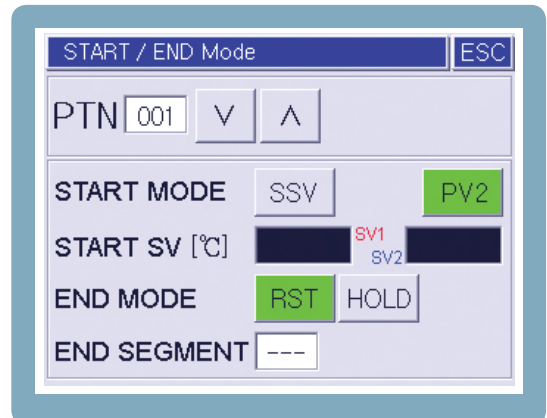 START / END Mode ESC
PTN 001 ∨ ∧
START MODE SSV PV2
START SV [℃] SV1 SV2
END MODE RST HOLD
END SEGMENT ---